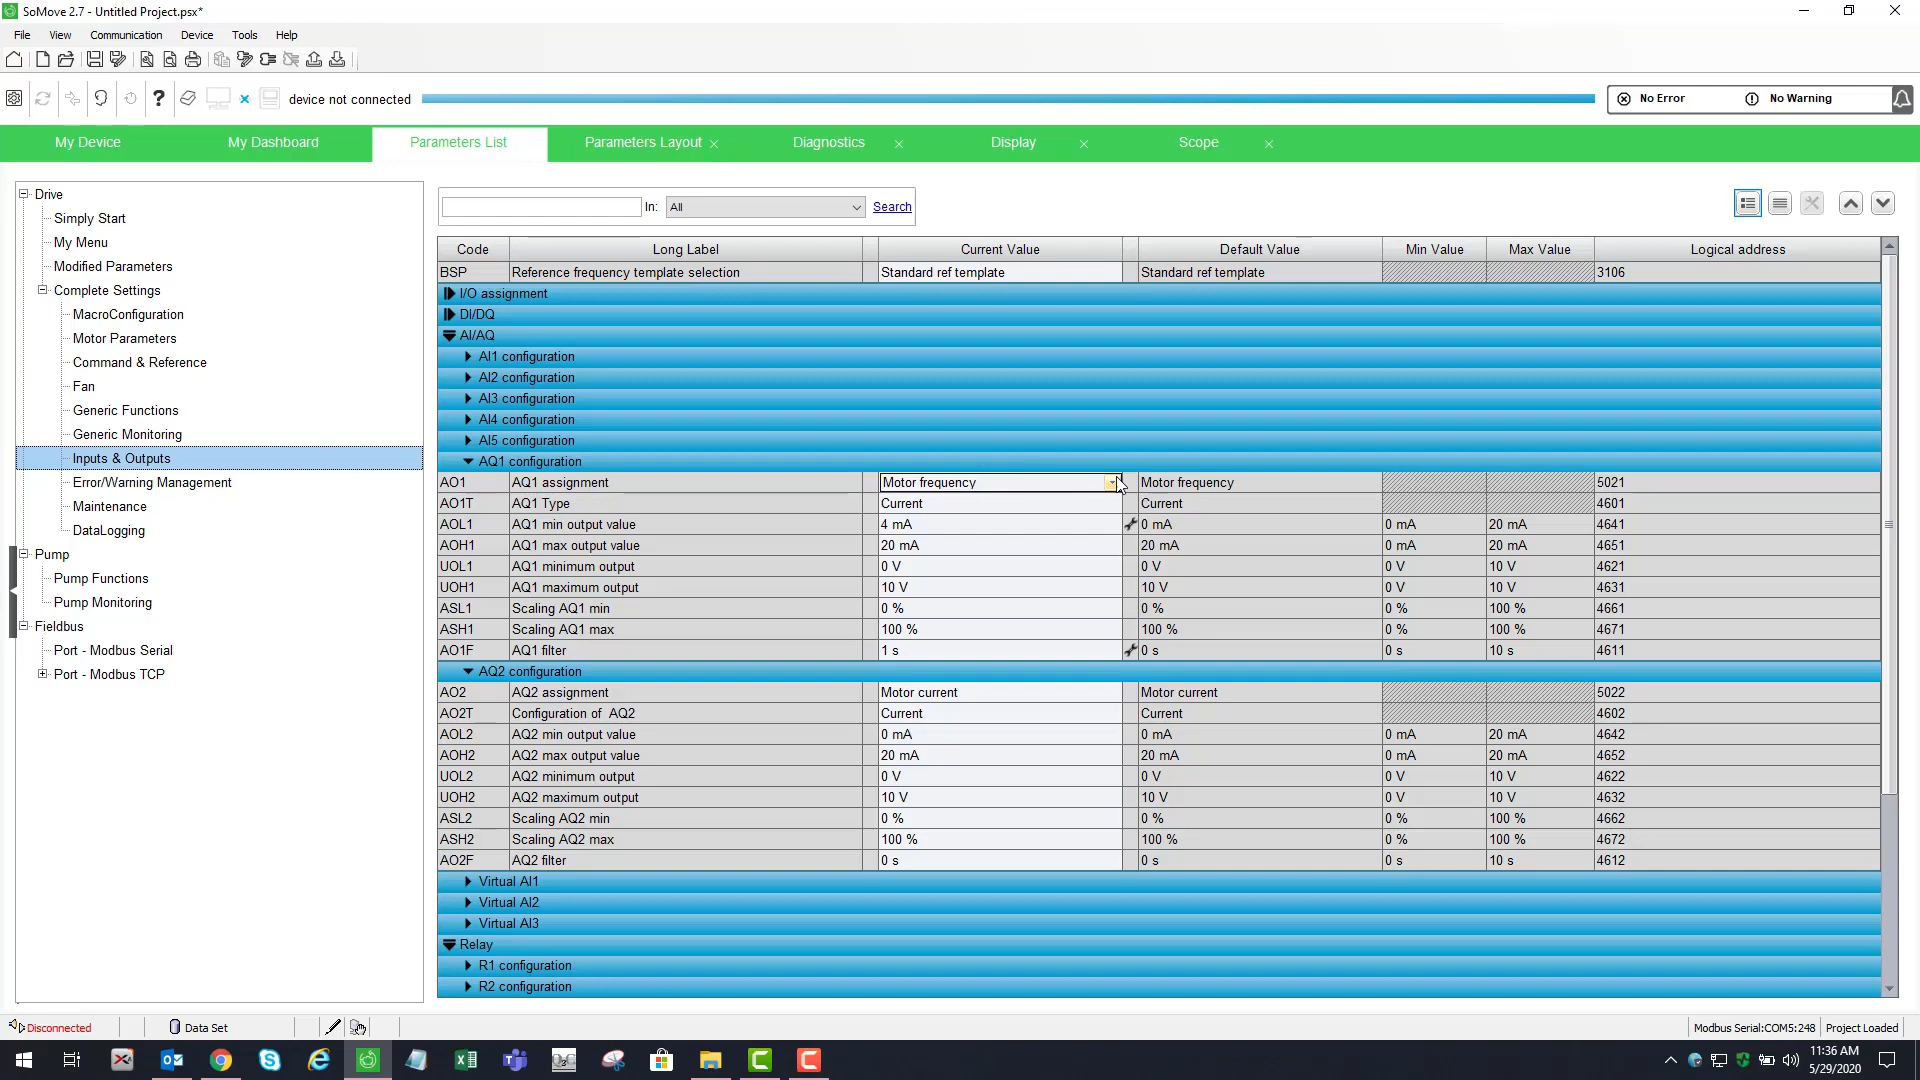 SoMove 2.7 - Untitled Project.psx*
File View Communication Device Tools Help
device not connected No Error No Warning
My Device My Dashboard Parameters List Parameters Layout Diagnostics Display Scope
Drive
Simply Start
My Menu
Modified Parameters
Complete Settings
MacroConfiguration
Motor Parameters
Command & Reference
Fan
Generic Functions
Generic Monitoring
Inputs & Outputs
Error/Warning Management
Maintenance
DataLogging
Pump
Pump Functions
Pump Monitoring
Fieldbus
Port - Modbus Serial
Port - Modbus TCP
In: All Search
Code Long Label Current Value Default Value Min Value Max Value Logical address
BSP Reference frequency template selection Standard ref template Standard ref template 3106
I/O assignment
DI/DQ
AI/AQ
AI1 configuration
AI2 configuration
AI3 configuration
AI4 configuration
AI5 configuration
AQ1 configuration
AO1 AQ1 assignment Motor frequency Motor frequency 5021
AO1T AQ1 Type Current Current 4601
AOL1 AQ1 min output value 4 mA 0 mA 0 mA 20 mA 4641
AOH1 AQ1 max output value 20 mA 20 mA 0 mA 20 mA 4651
UOL1 AQ1 minimum output 0 V 0 V 0 V 10 V 4621
UOH1 AQ1 maximum output 10 V 10 V 0 V 10 V 4631
ASL1 Scaling AQ1 min 0 % 0 % 0 % 100 % 4661
ASH1 Scaling AQ1 max 100 % 100 % 0 % 100 % 4671
AO1F AQ1 filter 1 s 0 s 0 s 10 s 4611
AQ2 configuration
AO2 AQ2 assignment Motor current Motor current 5022
AO2T Configuration of AQ2 Current Current 4602
AOL2 AQ2 min output value 0 mA 0 mA 0 mA 20 mA 4642
AOH2 AQ2 max output value 20 mA 20 mA 0 mA 20 mA 4652
UOL2 AQ2 minimum output 0 V 0 V 0 V 10 V 4622
UOH2 AQ2 maximum output 10 V 10 V 0 V 10 V 4632
ASL2 Scaling AQ2 min 0 % 0 % 0 % 100 % 4662
ASH2 Scaling AQ2 max 100 % 100 % 0 % 100 % 4672
AO2F AQ2 filter 0 s 0 s 0 s 10 s 4612
Virtual AI1
Virtual AI2
Virtual AI3
Relay
R1 configuration
R2 configuration
Disconnected Data Set Modbus Serial:COM5:248 Project Loaded
11:36 AM
5/29/2020